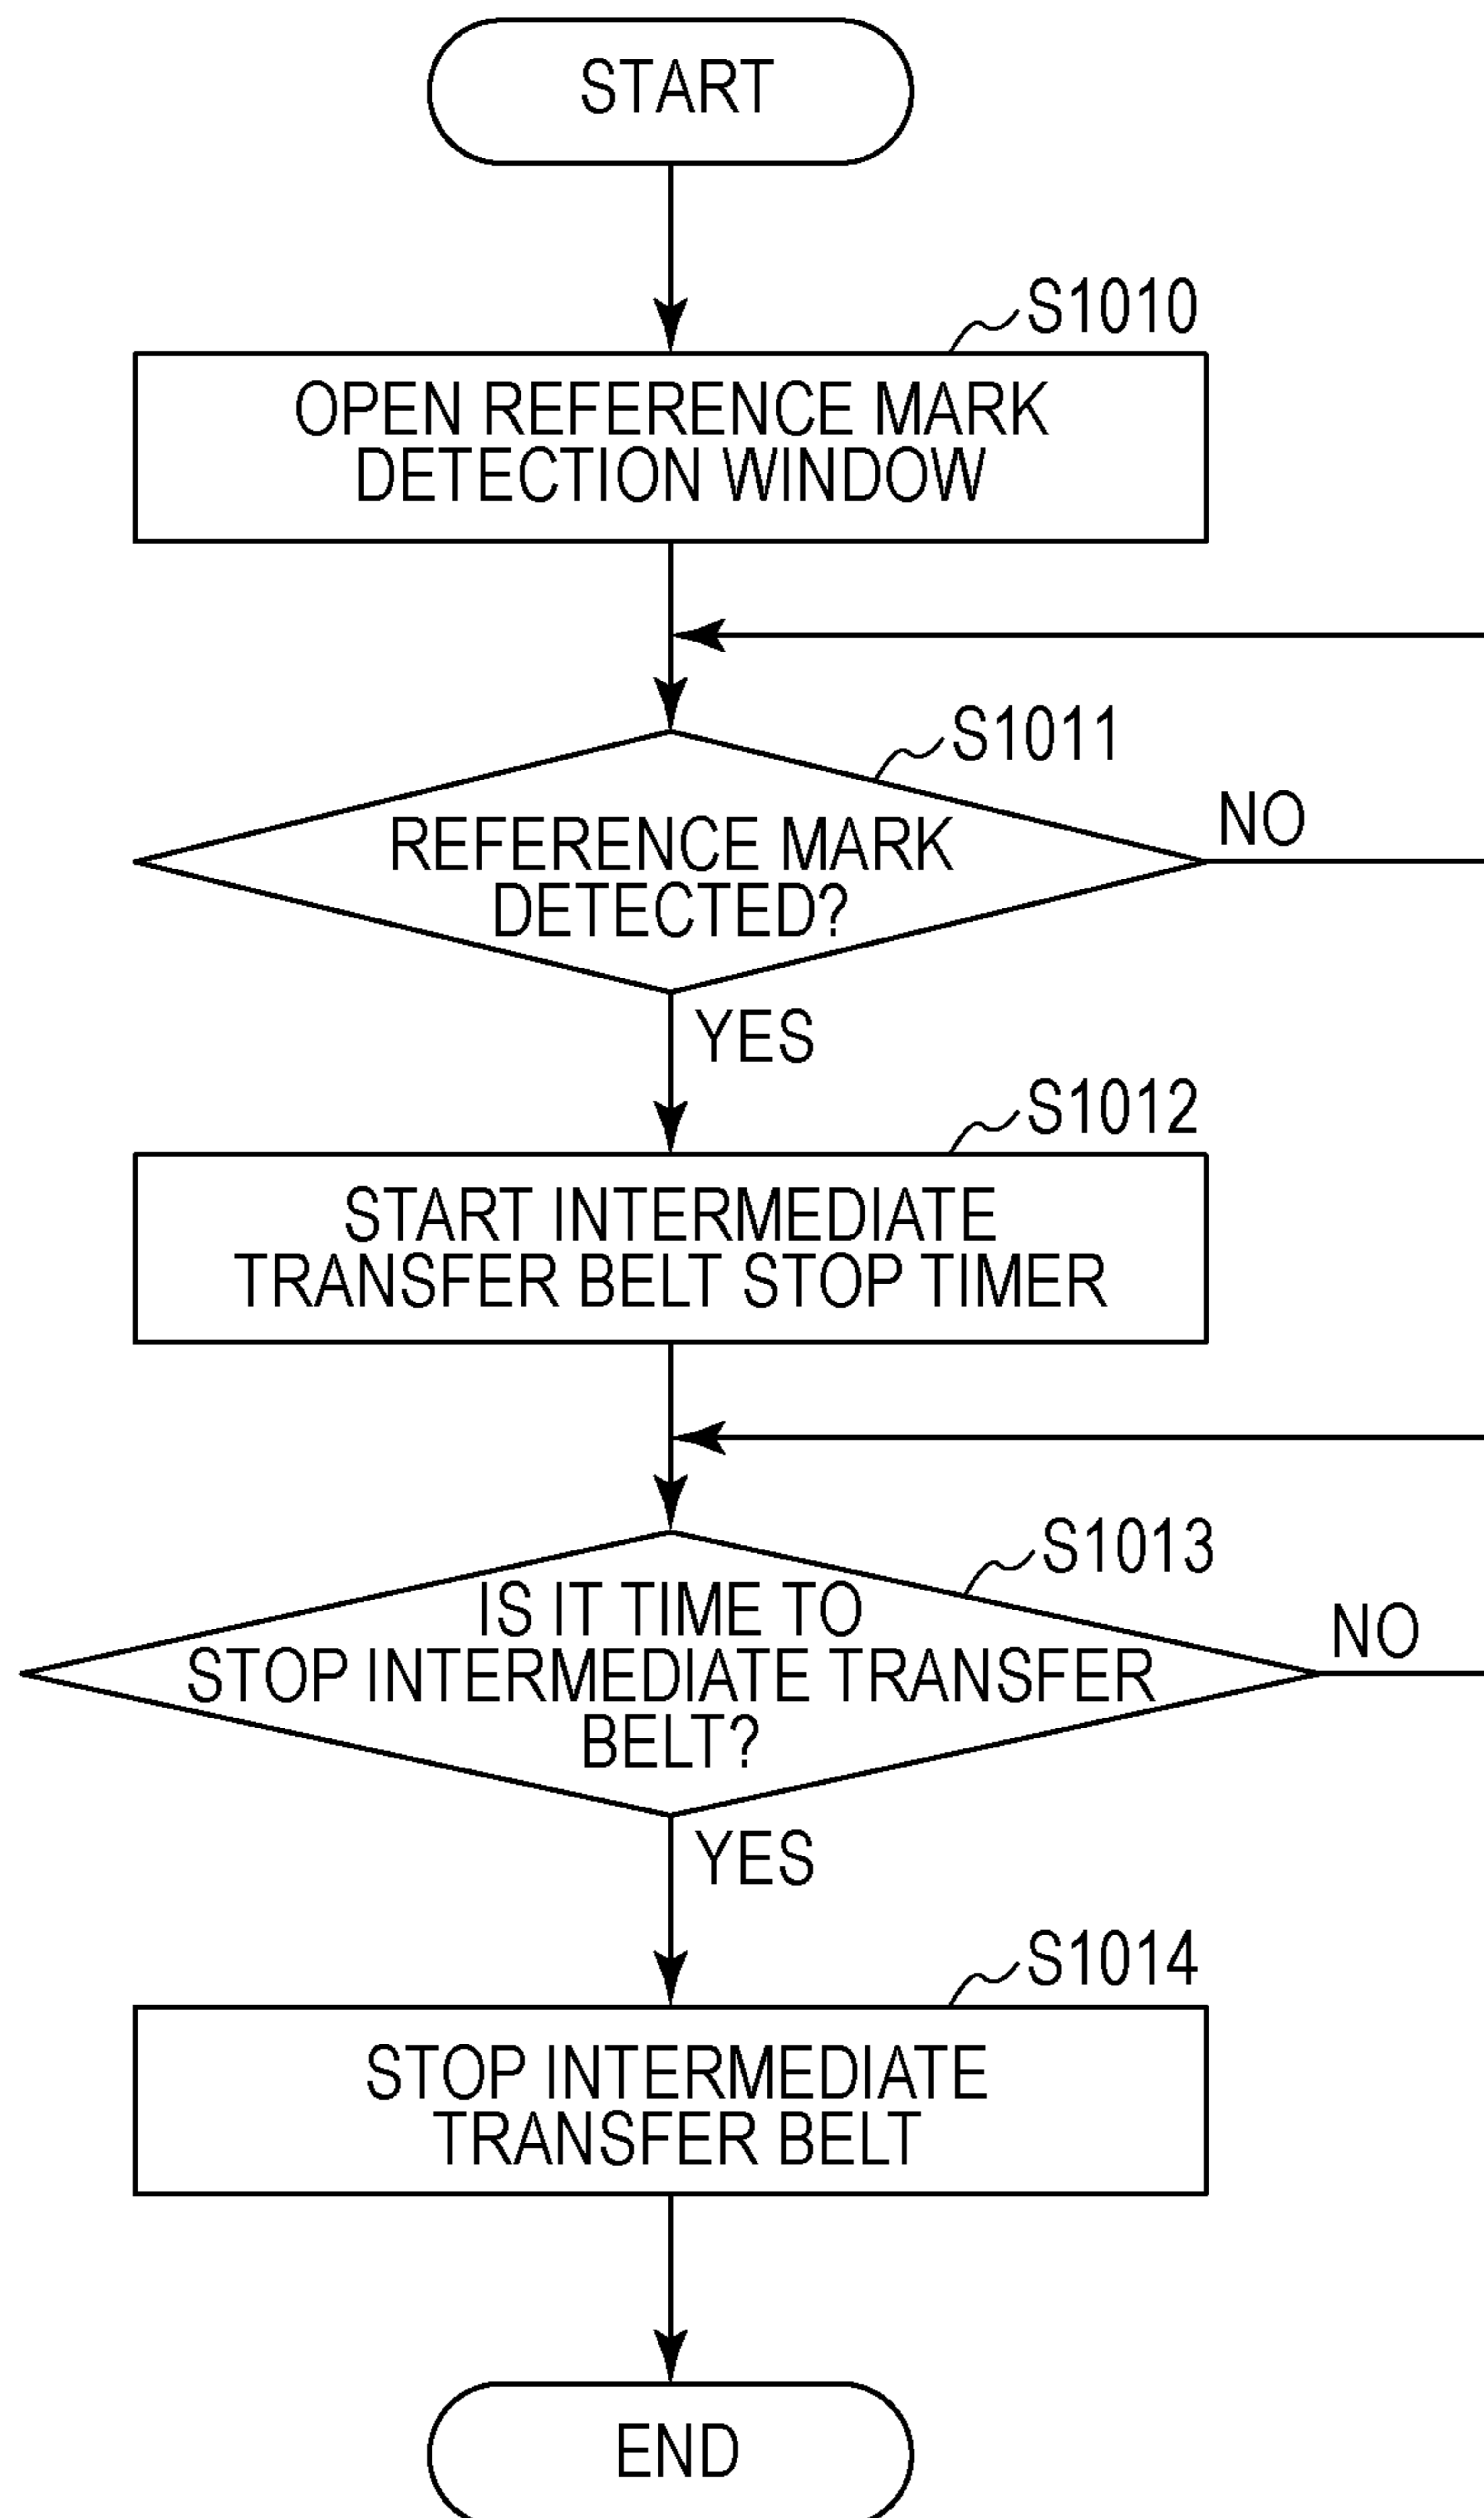 START
S1010
OPEN REFERENCE MARK
DETECTION WINDOW
S1011
REFERENCE MARK
DETECTED?
NO
YES
S1012
START INTERMEDIATE
TRANSFER BELT STOP TIMER
S1013
IS IT TIME TO
STOP INTERMEDIATE TRANSFER
BELT?
NO
YES
S1014
STOP INTERMEDIATE
TRANSFER BELT
END